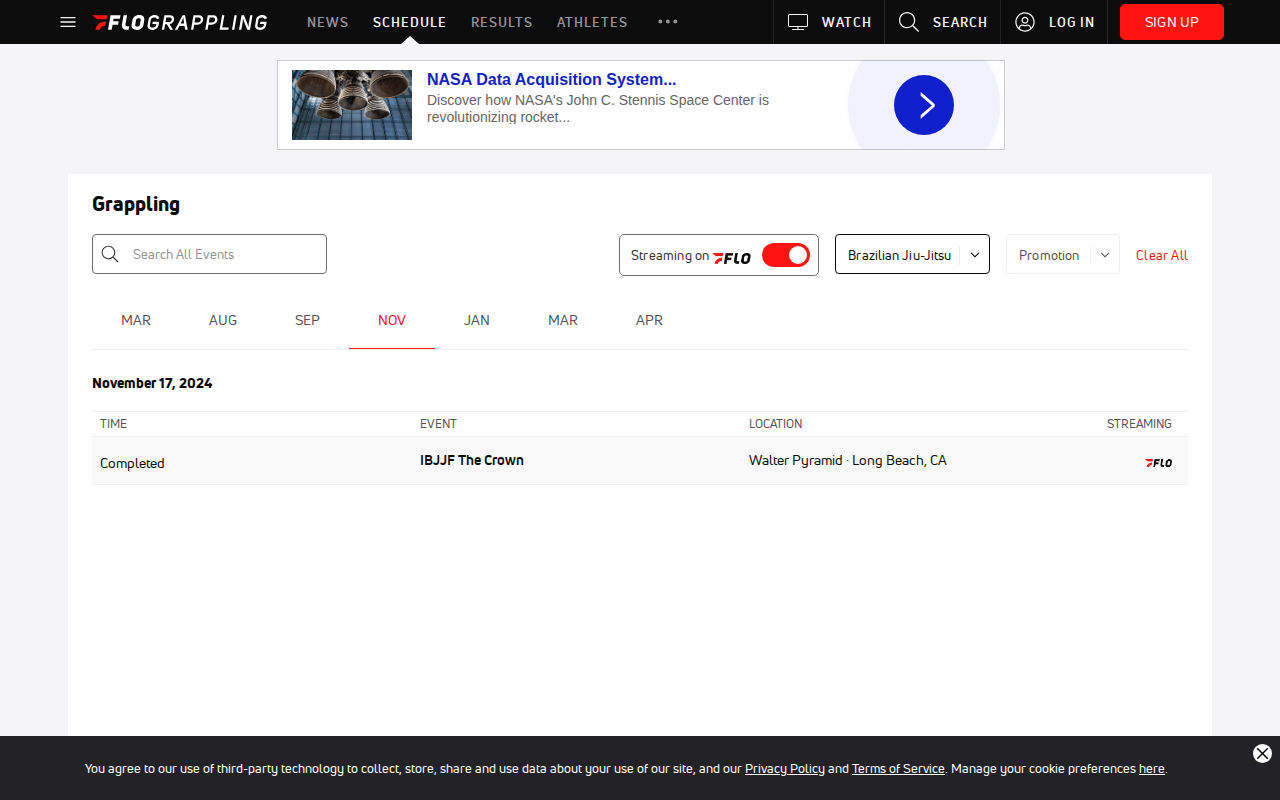 FLOGRAPPLING NEWS SCHEDULE RESULTS ATHLETES WATCH SEARCH LOG IN SIGN UP
NASA Data Acquisition System...
Discover how NASA's John C. Stennis Space Center is
revolutionizing rocket...
Grappling
Search All Events Streaming on FLO Brazilian Jiu-Jitsu Promotion Clear All
MAR AUG SEP NOV JAN MAR APR
November 17, 2024
TIME EVENT LOCATION STREAMING
Completed IBJJF The Crown Walter Pyramid · Long Beach, CA FLO
You agree to our use of third-party technology to collect, store, share and use data about your use of our site, and our Privacy Policy and Terms of Service. Manage your cookie preferences here.